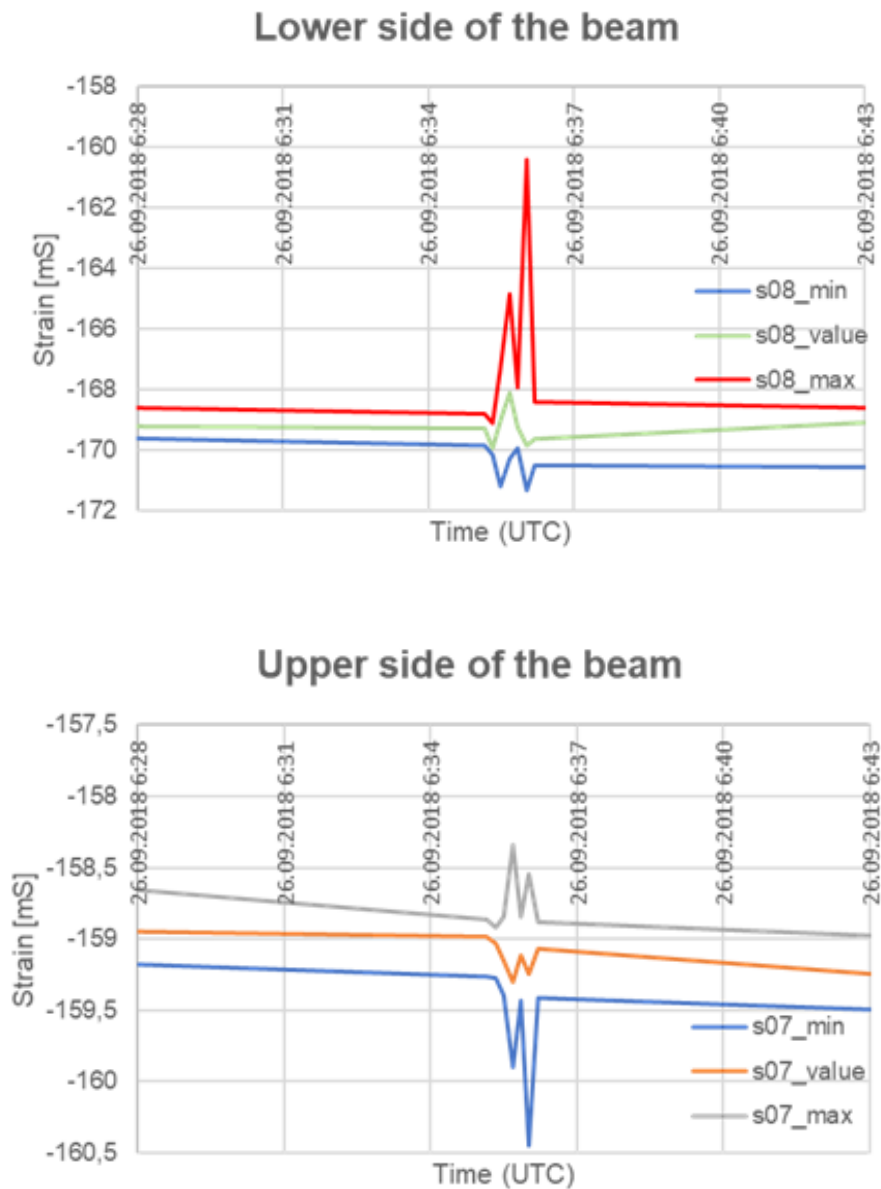 Lower side of the beam
-158
-160
-162
-164
-166
-168
-170
-172
Strain [mS]
26.09.2018 6:28
26.09.2018 6:31
26.09.2018 6:34
26.09.2018 6:37
26.09.2018 6:40
26.09.2018 6:43
s08_min
s08_value
s08_max
Time (UTC)
Upper side of the beam
-157,5
-158
-158,5
-159
-159,5
-160
-160,5
Strain [mS]
26.09.2018 6:28
26.09.2018 6:31
26.09.2018 6:34
26.09.2018 6:37
26.09.2018 6:40
26.09.2018 6:43
s07_min
s07_value
s07_max
Time (UTC)